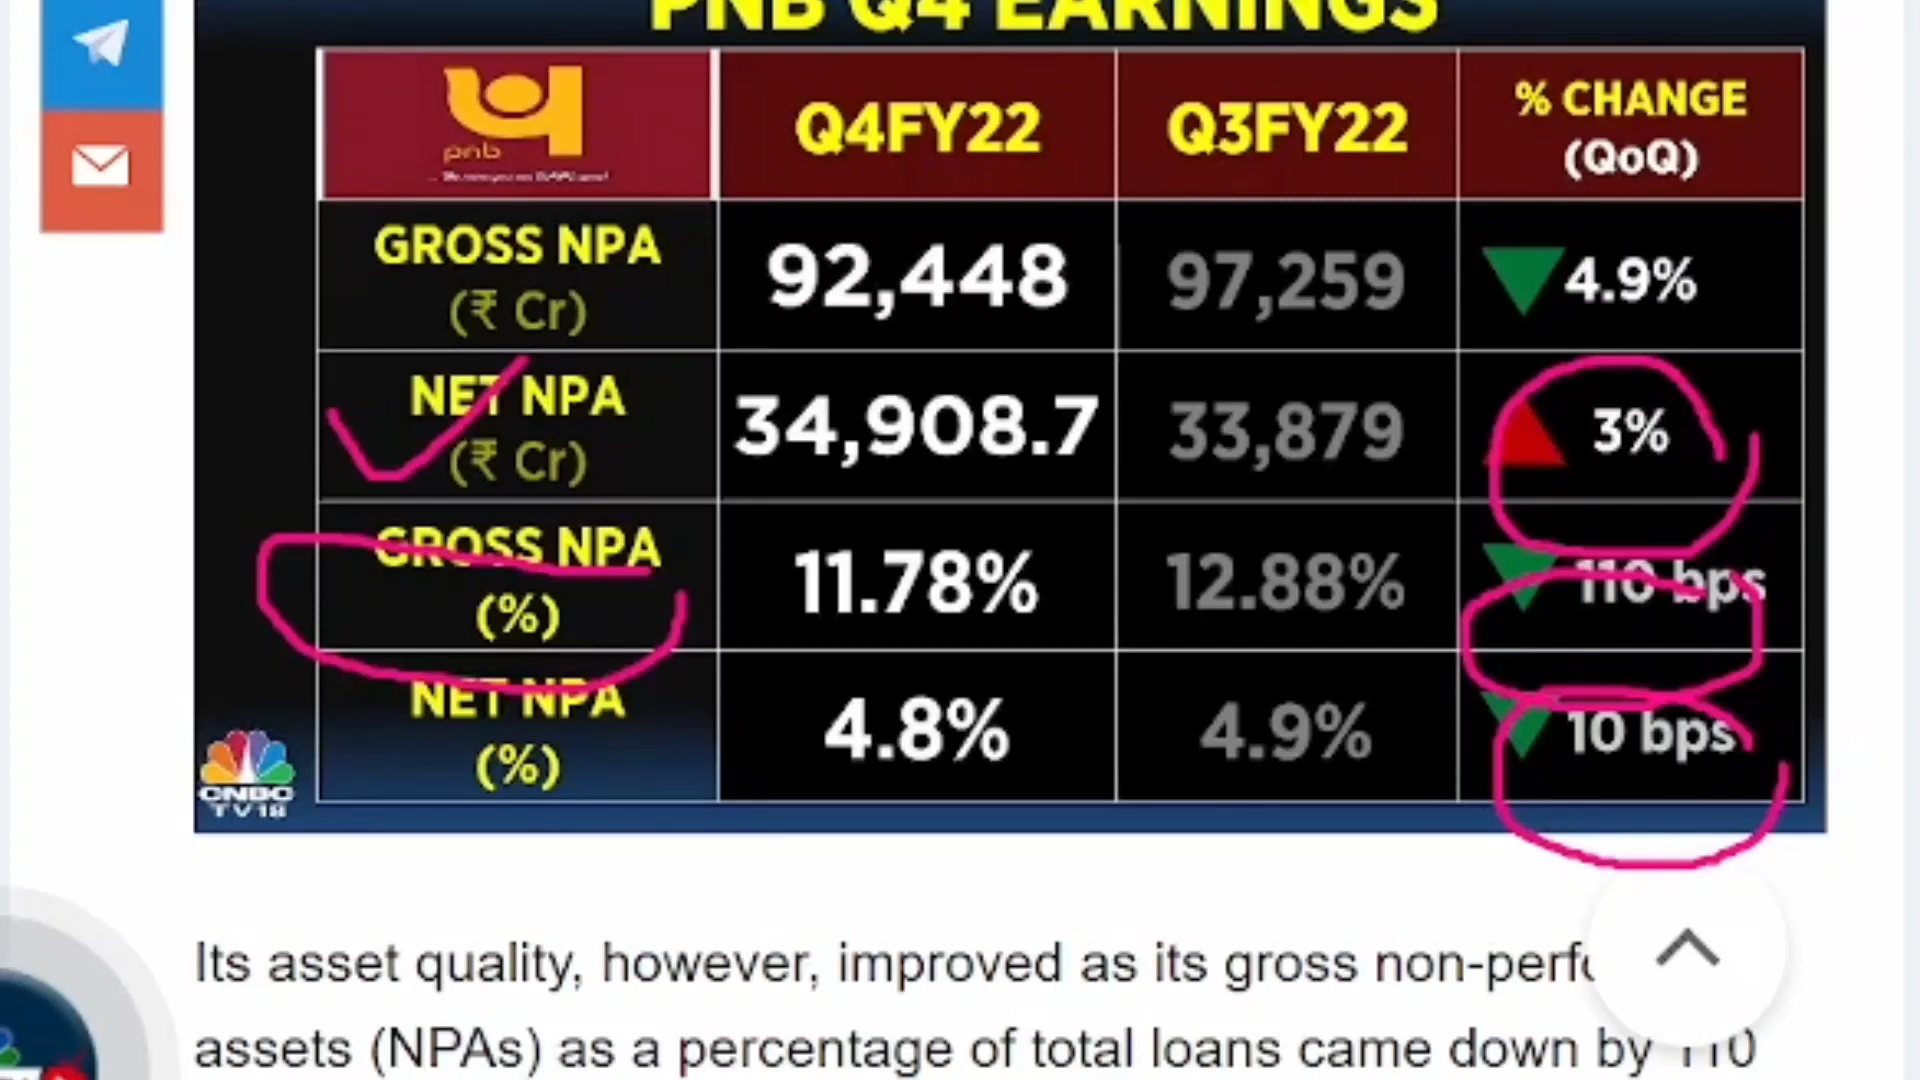 PNB Q4 EARNINGS
pnb
Q4FY22
Q3FY22
% CHANGE
(QoQ)
GROSS NPA
(₹ Cr)
92,448
97,259
4.9%
NET NPA
(₹ Cr)
34,908.7
33,879
3%
GROSS NPA
(%)
11.78%
12.88%
110 bps
NET NPA
(%)
4.8%
4.9%
10 bps
CNBC
TV18
Its asset quality, however, improved as its gross
assets (NPAs) as a percentage of total loans came down by 110